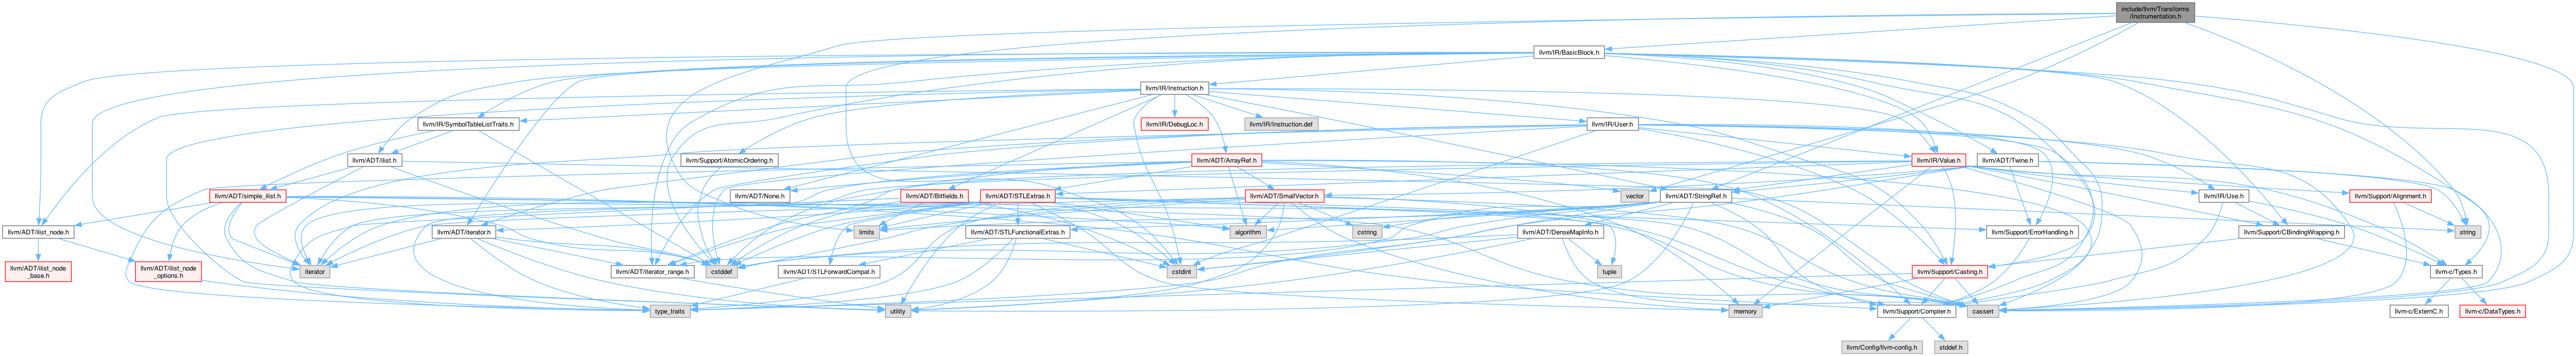 include/llvm/Transforms
/Instrumentation.h
llvm/IR/BasicBlock.h
llvm/IR/Instruction.h
llvm/IR/SymbolTableListTraits.h
llvm/IR/DebugLoc.h
llvm/IR/Instruction.def
llvm/IR/User.h
llvm/ADT/ilist.h
llvm/Support/AtomicOrdering.h
llvm/ADT/ArrayRef.h
llvm/IR/Value.h
llvm/ADT/Twine.h
llvm/ADT/simple_ilist.h
llvm/ADT/None.h
llvm/ADT/Bitfields.h
llvm/ADT/STLExtras.h
llvm/ADT/SmallVector.h
vector
llvm/ADT/StringRef.h
llvm/IR/Use.h
llvm/Support/Alignment.h
llvm/ADT/ilist_node.h
llvm/ADT/iterator.h
limits
llvm/ADT/STLFunctionalExtras.h
algorithm
cstring
llvm/ADT/DenseMapInfo.h
llvm/Support/ErrorHandling.h
llvm/Support/CBindingWrapping.h
string
llvm/ADT/ilist_node
_base.h
llvm/ADT/ilist_node
_options.h
iterator
llvm/ADT/iterator_range.h
cstddef
llvm/ADT/STLForwardCompat.h
cstdint
tuple
llvm/Support/Casting.h
llvm-c/Types.h
type_traits
utility
memory
llvm/Support/Compiler.h
cassert
llvm-c/ExternC.h
llvm-c/DataTypes.h
llvm/Config/llvm-config.h
stddef.h